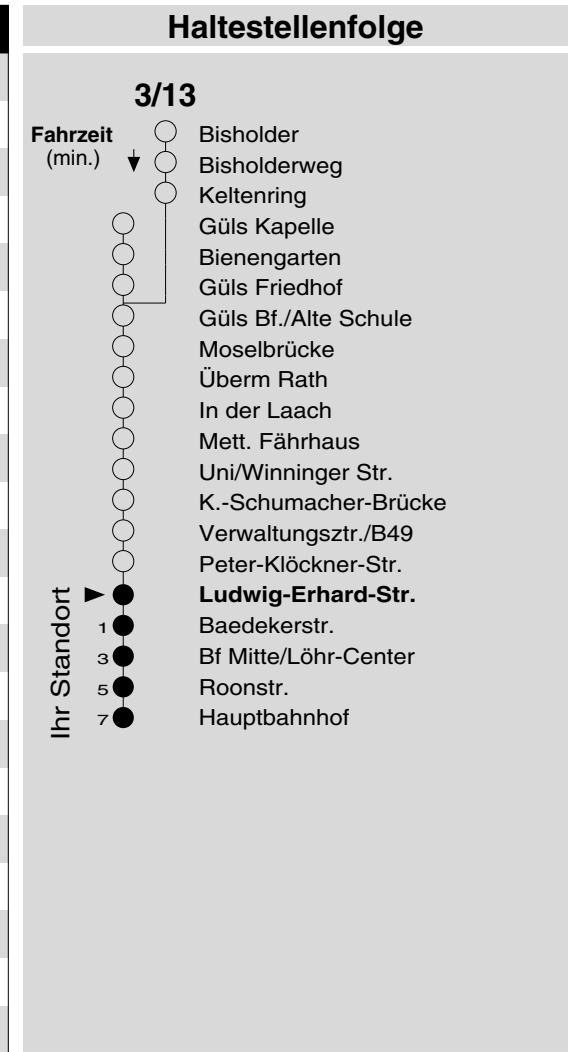 Haltestellenfolge
3/13
Fahrzeit
(min.)
Bisholder
Bisholderweg
Keltenring
Güls Kapelle
Bienengarten
Güls Friedhof
Güls Bf./Alte Schule
Moselbrücke
Überm Rath
In der Laach
Mett. Fährhaus
Uni/Winninger Str.
K.-Schumacher-Brücke
Verwaltungsztr./B49
Peter-Klöckner-Str.
Ihr Standort
Ludwig-Erhard-Str.
1 Baedekerstr.
3 Bf Mitte/Löhr-Center
5 Roonstr.
7 Hauptbahnhof